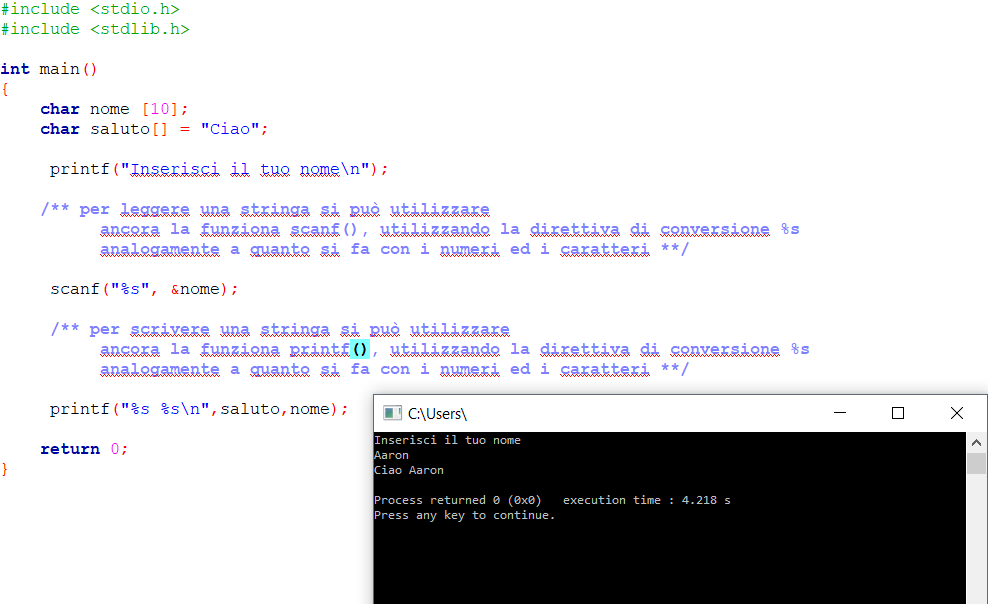 #include <stdio.h>
#include <stdlib.h>
int main()
{
char nome [10];
char saluto[] = "Ciao";
printf("Inserisci il tuo nome\n");
/** per leggere una stringa si può utilizzare
ancora la funziona scanf(), utilizzando la direttiva di conversione %s
analogamente a quanto si fa con i numeri ed i caratteri **/
scanf("%s", &nome);
/** per scrivere una stringa si può utilizzare
ancora la funziona printf(), utilizzando la direttiva di conversione %s
analogamente a quanto si fa con i numeri ed i caratteri **/
printf("%s %s\n",saluto,nome);
return 0;
}
C:\Users\
Inserisci il tuo nome
Aaron
Ciao Aaron
Process returned 0 (0x0)   execution time : 4.218 s
Press any key to continue.